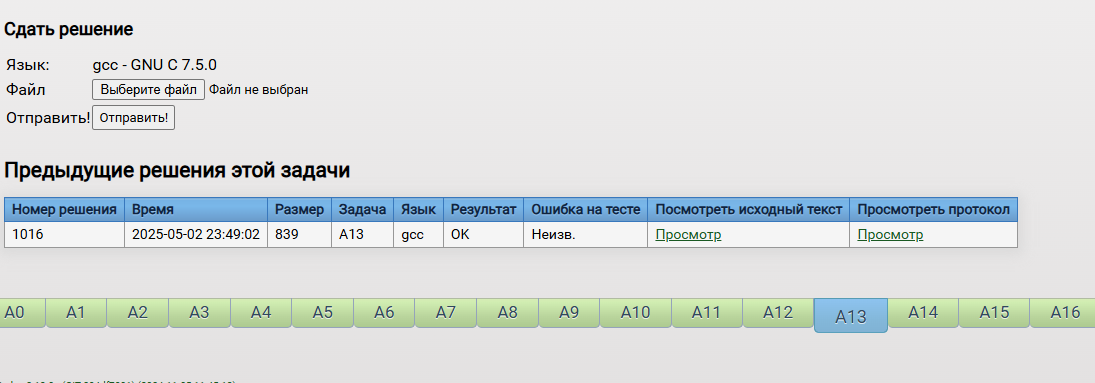 Сдать решение
Язык: gcc - GNU C 7.5.0
Файл Выберите файл Файл не выбран
Отправить! Отправить!
Предыдущие решения этой задачи
Номер решения Время Размер Задача Язык Результат Ошибка на тесте Посмотреть исходный текст Просмотреть протокол
1016 2025-05-02 23:49:02 839 A13 gcc OK Неизв. Просмотр Просмотр
A0 A1 A2 A3 A4 A5 A6 A7 A8 A9 A10 A11 A12 A13 A14 A15 A16